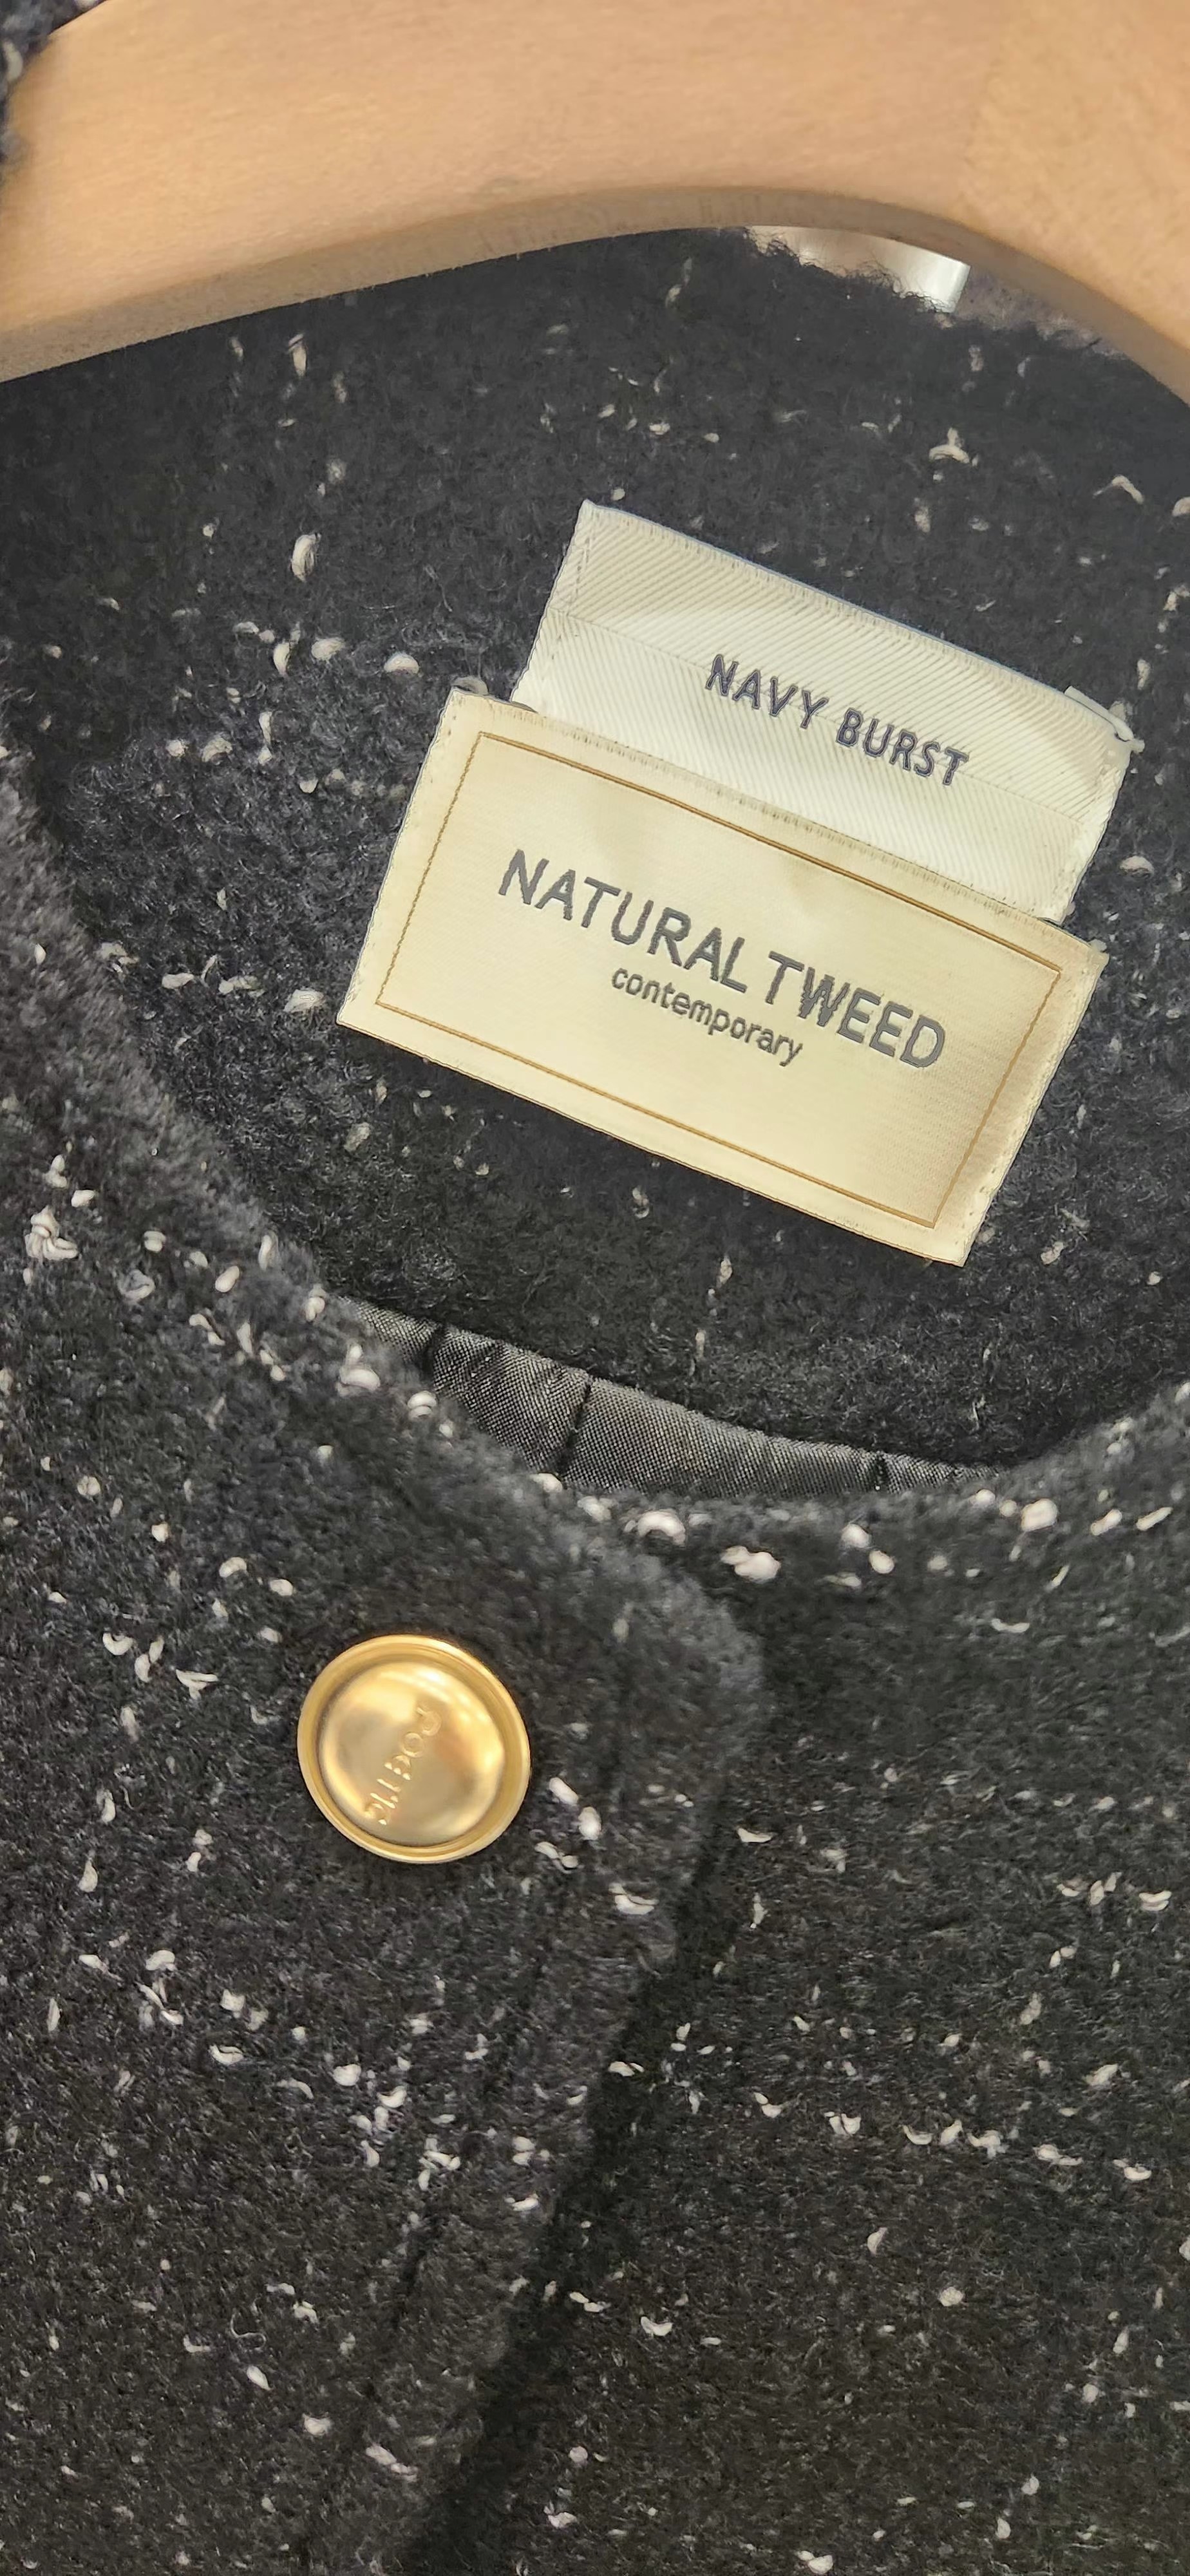 NAVY BURST
NATURAL TWEED
contemporary